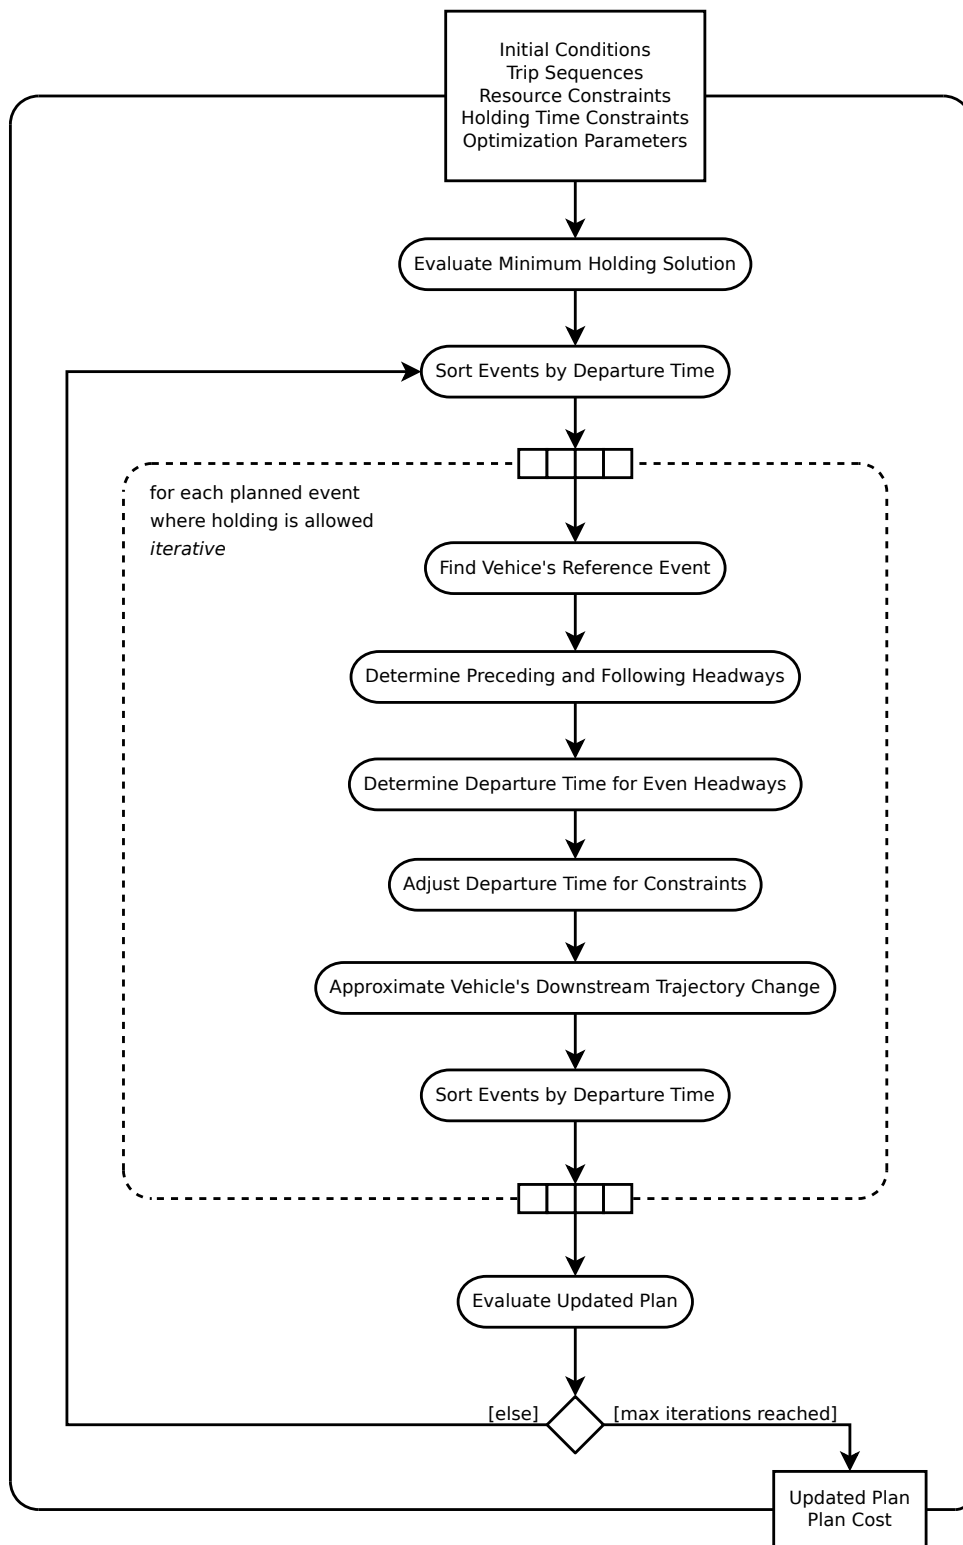 Initial Conditions
Trip Sequences
Resource Constraints
Holding Time Constraints
Optimization Parameters
Evaluate Minimum Holding Solution
Sort Events by Departure Time
for each planned event
where holding is allowed
iterative
Find Vehice's Reference Event
Determine Preceding and Following Headways
Determine Departure Time for Even Headways
Adjust Departure Time for Constraints
Approximate Vehicle's Downstream Trajectory Change
Sort Events by Departure Time
Evaluate Updated Plan
[else]
[max iterations reached]
Updated Plan
Plan Cost